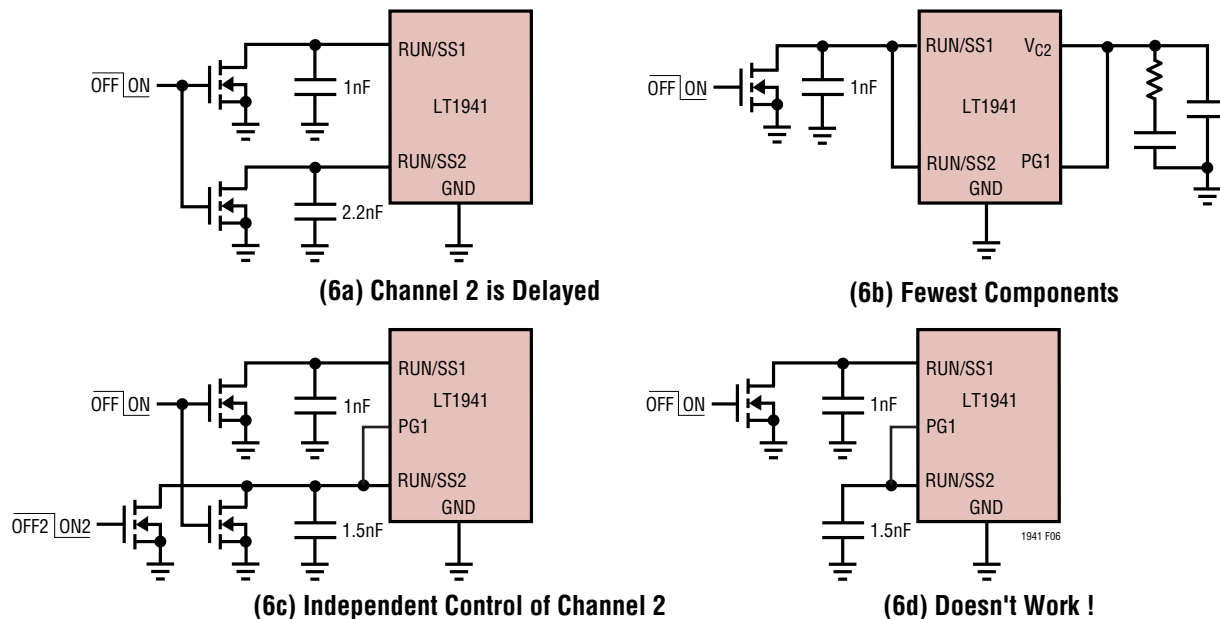 OFF ON
RUN/SS1
1nF
LT1941
RUN/SS2
GND
2.2nF
(6a) Channel 2 is Delayed
OFF ON
1nF
RUN/SS1
VC2
LT1941
RUN/SS2
PG1
GND
(6b) Fewest Components
OFF ON
RUN/SS1
1nF
LT1941
PG1
RUN/SS2
OFF2 ON2
1.5nF
GND
(6c) Independent Control of Channel 2
OFF ON
RUN/SS1
1nF
LT1941
PG1
RUN/SS2
1.5nF
GND
1941 F06
(6d) Doesn't Work !